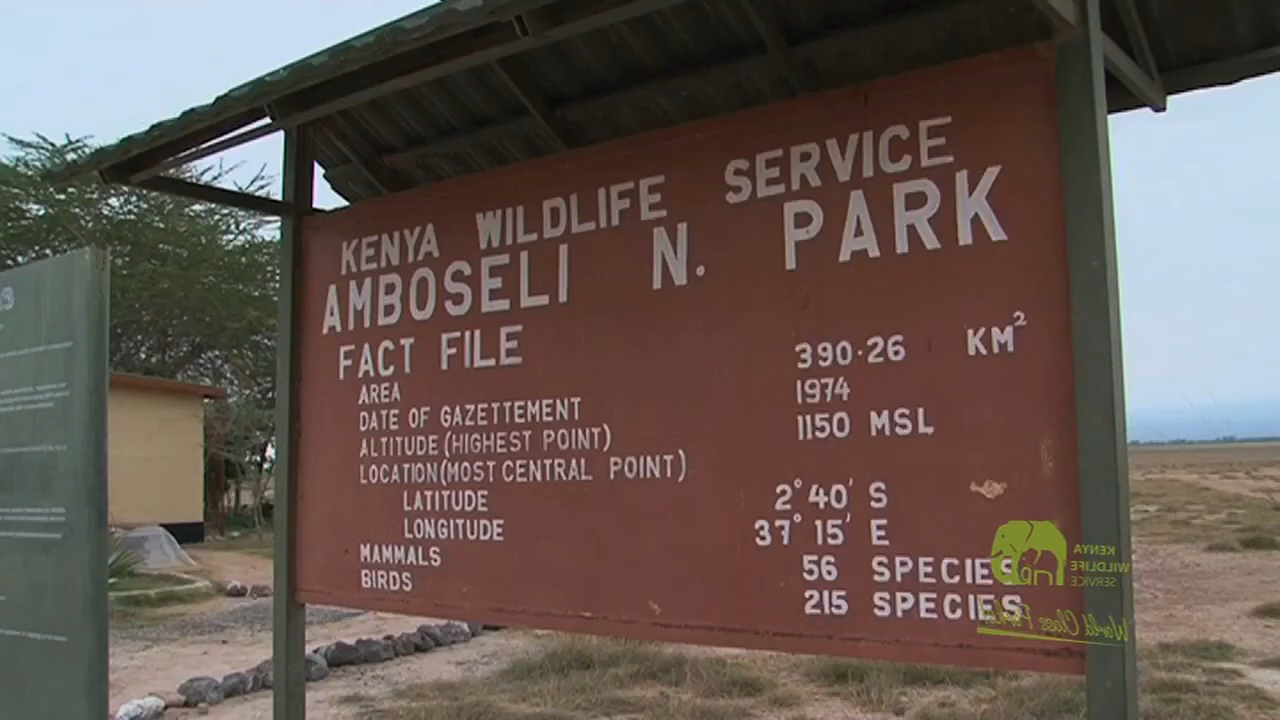 KENYA WILDLIFE SERVICE
AMBOSELI N. PARK
FACT FILE
AREA 390·26 KM²
DATE OF GAZETTEMENT 1974
ALTITUDE (HIGHEST POINT) 1150 MSL
LOCATION (MOST CENTRAL POINT)
LATITUDE 2°40' S
LONGITUDE 37°15' E
MAMMALS 56 SPECIES
BIRDS 215 SPECIES
KENYA
WILDLIFE
SERVICE
World Class Parks